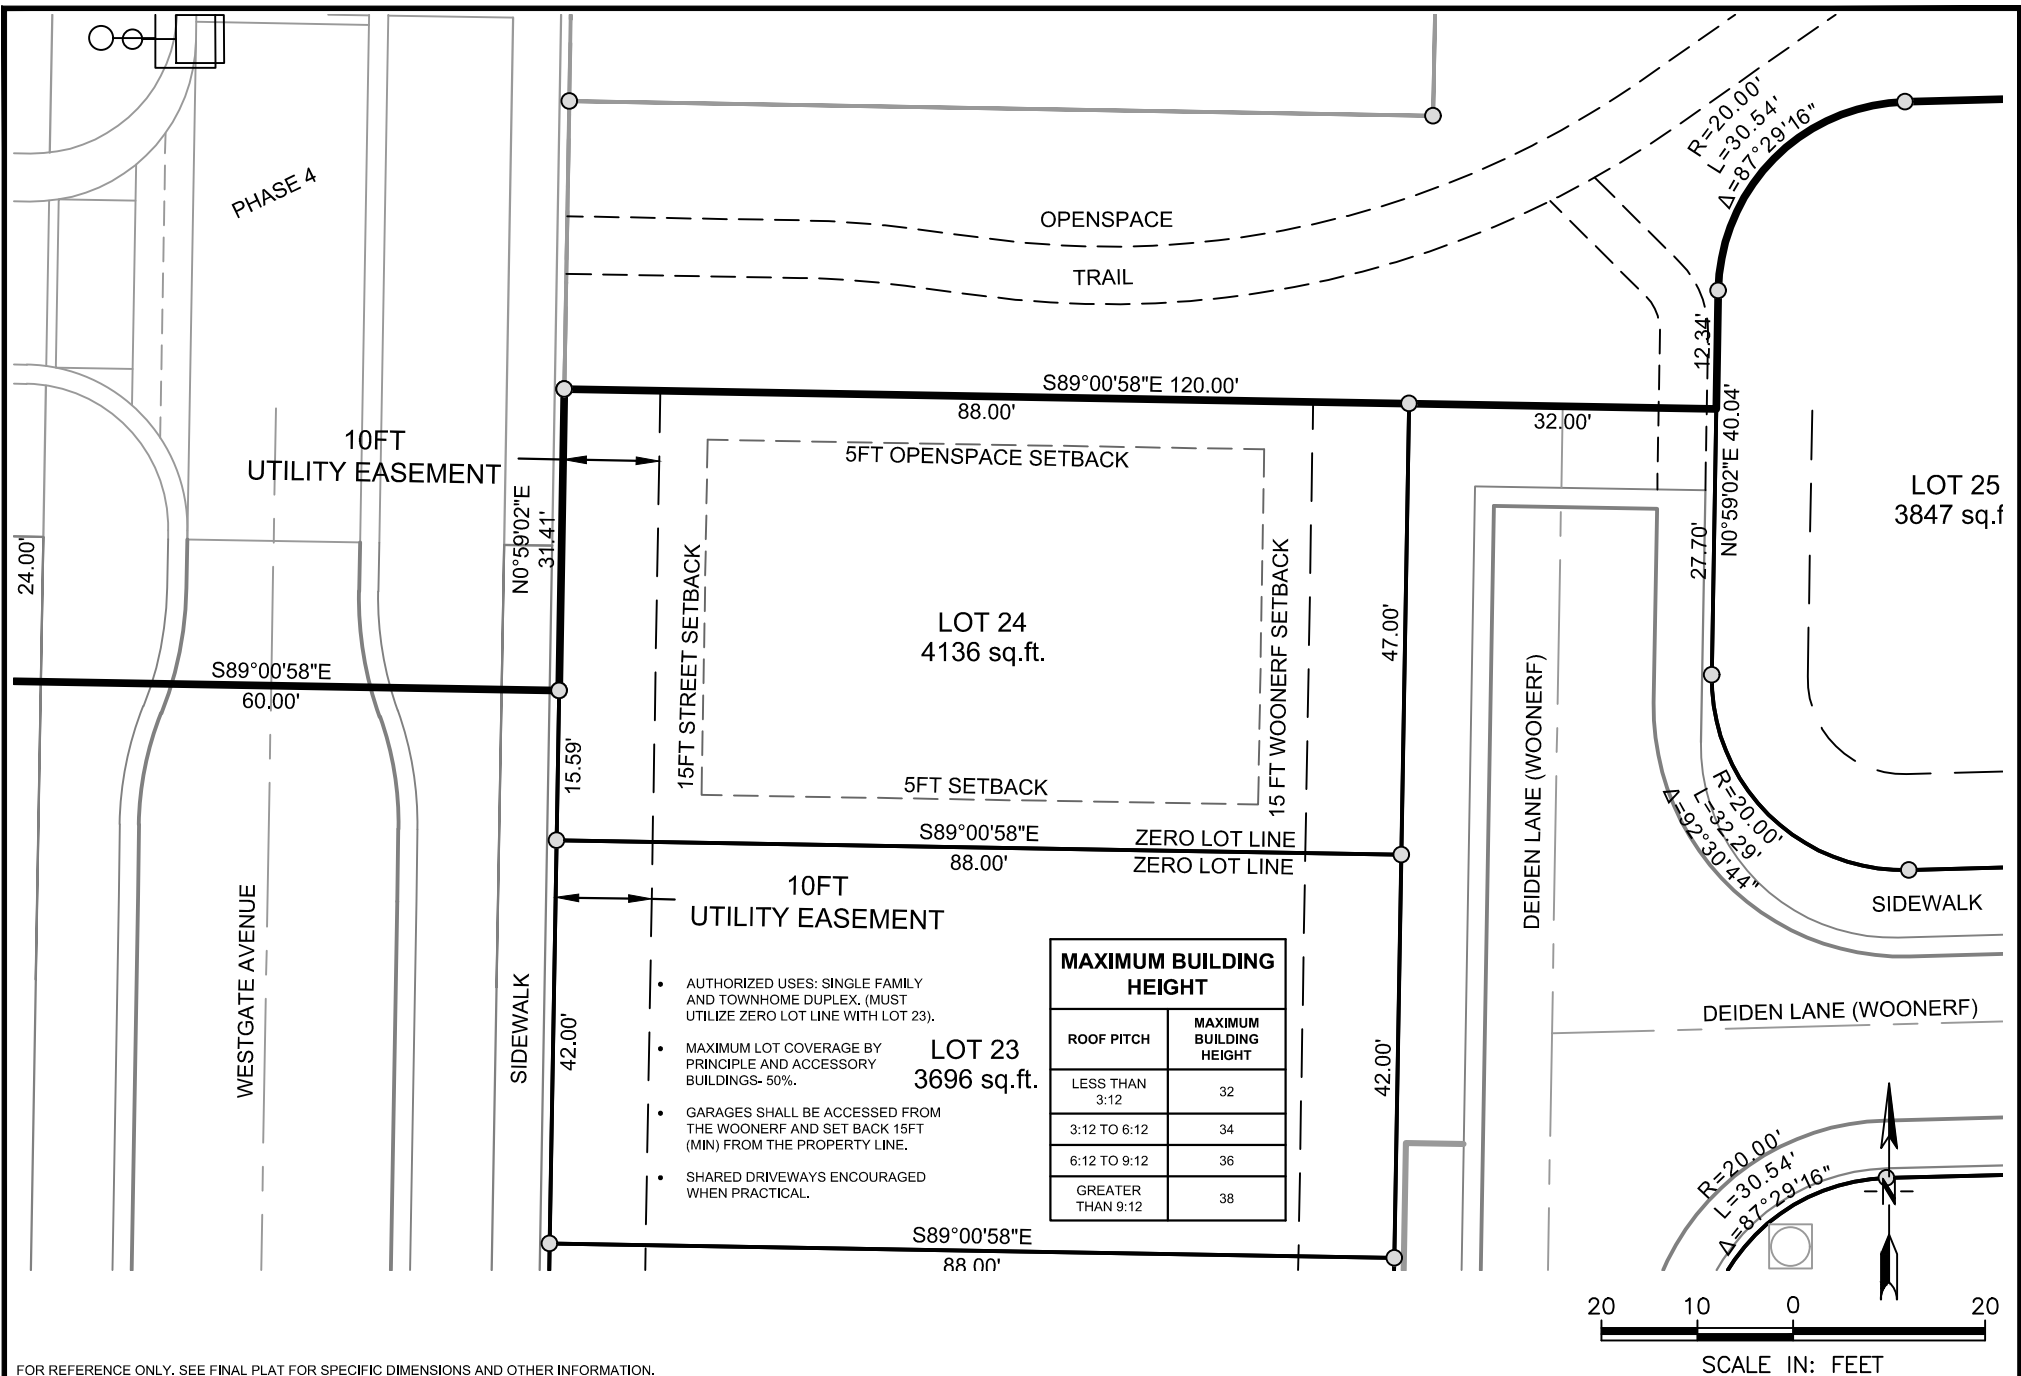 PHASE 4
OPENSPACE
TRAIL
R=20.00'
L=30.54'
Δ=87°29'16"
12.34'
S89°00'58"E 120.00'
88.00'
32.00'
10FT
UTILITY EASEMENT
5FT OPENSPACE SETBACK
N0°59'02"E
31.41'
24.00'
15FT STREET SETBACK
LOT 24
4136 sq.ft.
15 FT WOONERF SETBACK
47.00'
N0°59'02"E 40.04'
27.70'
LOT 25
3847 sq.f
S89°00'58"E
60.00'
15.59'
5FT SETBACK
DEIDEN LANE (WOONERF)
R=20.00'
L=32.29'
Δ=92°30'44"
S89°00'58"E
88.00'
ZERO LOT LINE
ZERO LOT LINE
10FT
UTILITY EASEMENT
SIDEWALK
WESTGATE AVENUE
SIDEWALK
42.00'
• AUTHORIZED USES: SINGLE FAMILY
AND TOWNHOME DUPLEX. (MUST
UTILIZE ZERO LOT LINE WITH LOT 23).
• MAXIMUM LOT COVERAGE BY
PRINCIPLE AND ACCESSORY
BUILDINGS- 50%.
• GARAGES SHALL BE ACCESSED FROM
THE WOONERF AND SET BACK 15FT
(MIN) FROM THE PROPERTY LINE.
• SHARED DRIVEWAYS ENCOURAGED
WHEN PRACTICAL.
LOT 23
3696 sq.ft.
MAXIMUM BUILDING
HEIGHT
ROOF PITCH
MAXIMUM
BUILDING
HEIGHT
LESS THAN
3:12
32
3:12 TO 6:12
34
6:12 TO 9:12
36
GREATER
THAN 9:12
38
42.00'
DEIDEN LANE (WOONERF)
S89°00'58"E
88.00'
R=20.00'
L=30.54'
Δ=87°29'16"
N
20 10 0 20
SCALE IN: FEET
FOR REFERENCE ONLY. SEE FINAL PLAT FOR SPECIFIC DIMENSIONS AND OTHER INFORMATION.